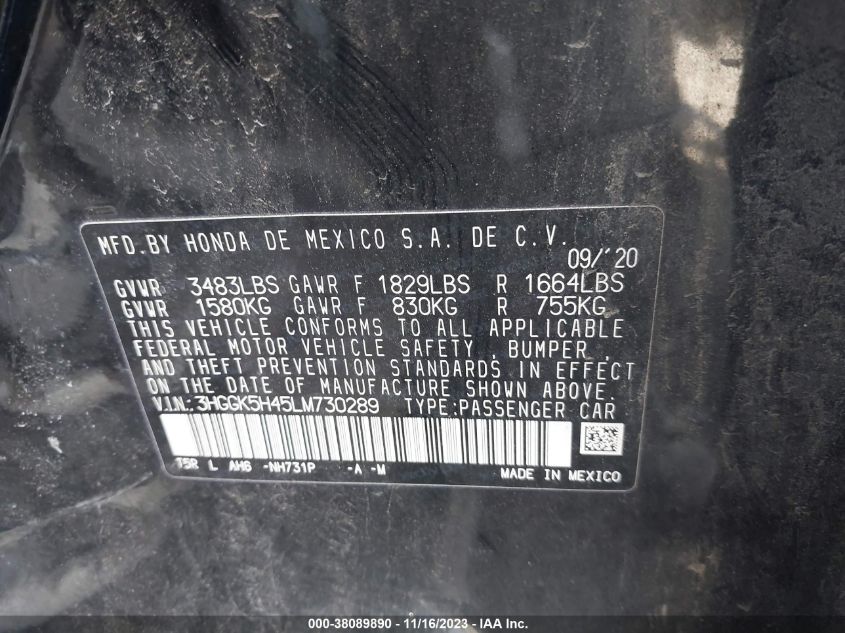 MFD.BY HONDA DE MEXICO S.A. DE C.V.
09/'20
GVWR 3483LBS GAWR F 1829LBS R 1664LBS
GVWR 1580KG GAWR F 830KG R 755KG
THIS VEHICLE CONFORMS TO ALL APPLICABLE
FEDERAL MOTOR VEHICLE SAFETY , BUMPER ,
AND THEFT PREVENTION STANDARDS IN EFFECT
ON THE DATE OF MANUFACTURE SHOWN ABOVE.
V.I.N.: 3HGGK5H45LM730289 TYPE:PASSENGER CAR
T5R L AH6 -NH731P -A -M
MADE IN MEXICO
000-38089890 - 11/16/2023 - IAA Inc.